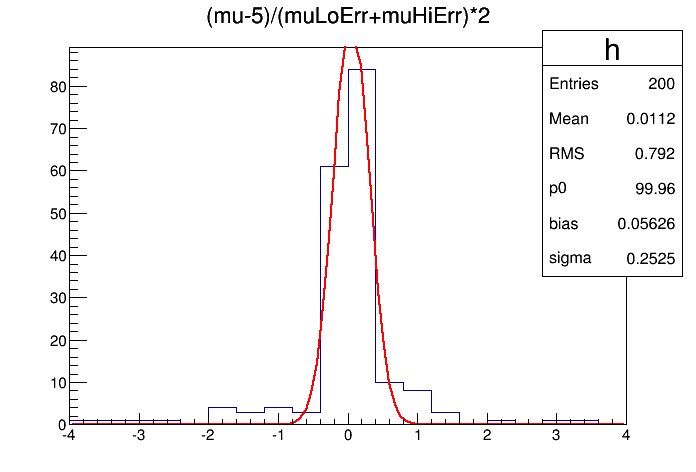 (mu-5)/(muLoErr+muHiErr)*2
h
Entries 200
Mean 0.0112
RMS 0.792
p0 99.96
bias 0.05626
sigma 0.2525
80
70
60
50
40
30
20
10
0
-4 -3 -2 -1 0 1 2 3 4